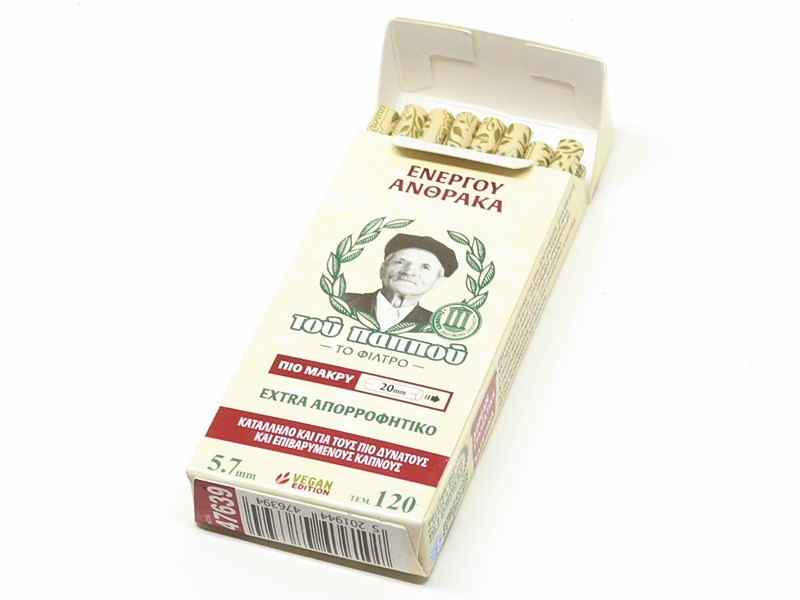 ΕΝΕΡΓΟΥ
ΑΝΘΡΑΚΑ
τοῦ παπποῦ
— ΤΟ ΦΙΛΤΡΟ —
ΠΙΟ ΜΑΚΡΥ 20mm
EXTRA ΑΠΟΡΡΟΦΗΤΙΚΟ
ΚΑΤΑΛΛΗΛΟ ΚΑΙ ΓΙΑ ΤΟΥΣ ΠΙΟ ΔΥΝΑΤΟΥΣ
ΚΑΙ ΕΠΙΒΑΡΥΜΕΝΟΥΣ ΚΑΠΝΟΥΣ
5.7mm VEGAN EDITION ΤΕΜ. 120
47639
5 201944 476394